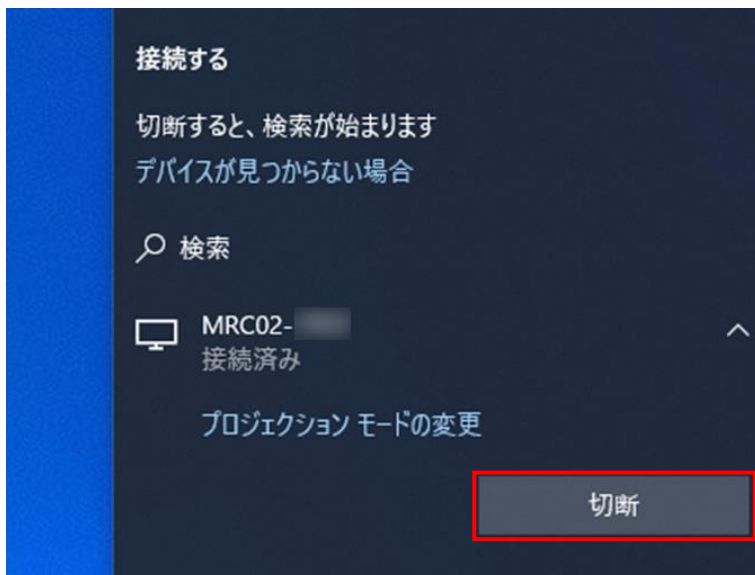 接続する
切断すると、検索が始まります
デバイスが見つからない場合
検索
MRC02-
接続済み
プロジェクション モードの変更
切断